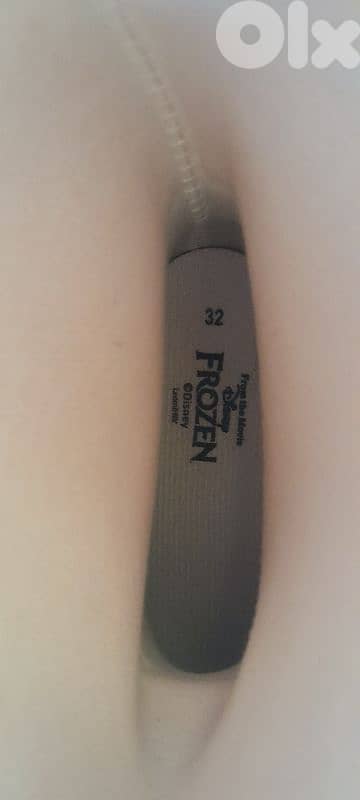 Olx
32
From the Movie
Disney
FROZEN
©Disney